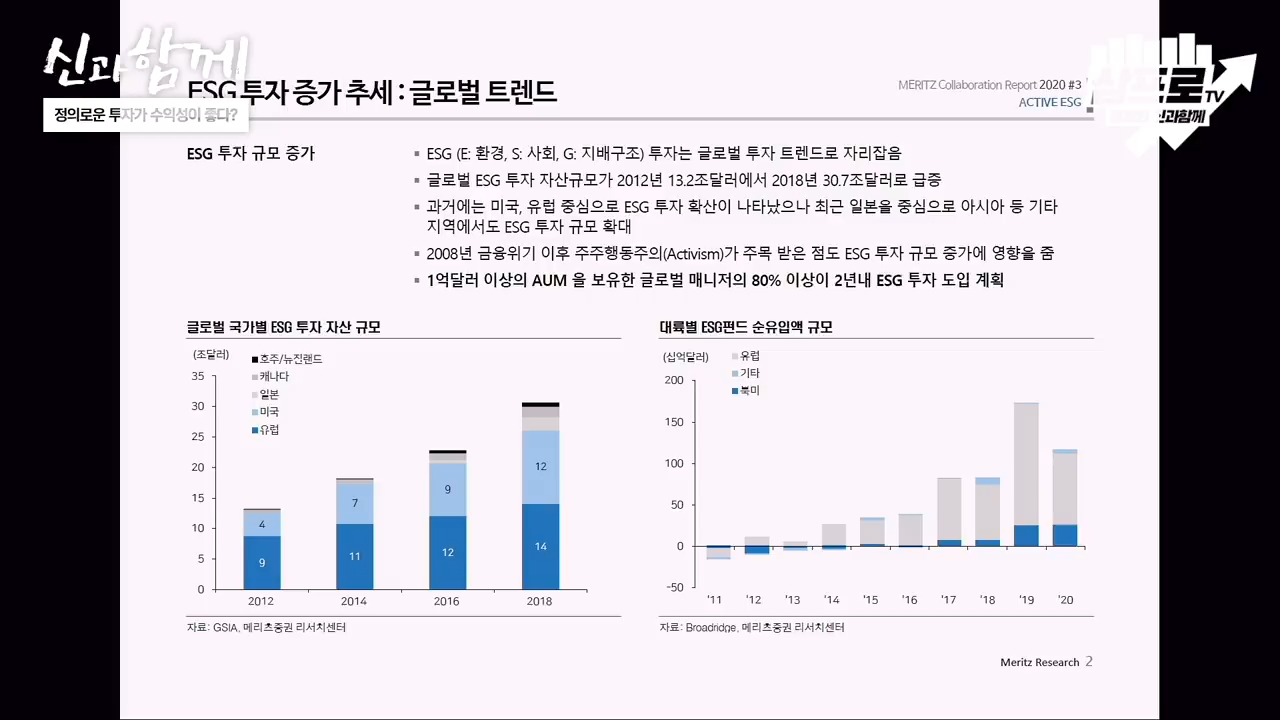 신과함께
정의로운 투자가 수익성이 좋다?
ESG 투자 증가 추세 : 글로벌 트렌드
MERITZ Collaboration Report 2020 #3
ACTIVE ESG
삼프로TV
신과함께
ESG 투자 규모 증가
▪ ESG (E: 환경, S: 사회, G: 지배구조) 투자는 글로벌 투자 트렌드로 자리잡음
▪ 글로벌 ESG 투자 자산규모가 2012년 13.2조달러에서 2018년 30.7조달러로 급증
▪ 과거에는 미국, 유럽 중심으로 ESG 투자 확산이 나타났으나 최근 일본을 중심으로 아시아 등 기타
지역에서도 ESG 투자 규모 확대
▪ 2008년 금융위기 이후 주주행동주의(Activism)가 주목 받은 점도 ESG 투자 규모 증가에 영향을 줌
▪ 1억달러 이상의 AUM 을 보유한 글로벌 매니저의 80% 이상이 2년내 ESG 투자 도입 계획
글로벌 국가별 ESG 투자 자산 규모
(조달러)
호주/뉴진랜드
캐나다
일본
미국
유럽
35
30
25
20
15
10
5
0
4
9
7
11
9
12
12
14
2012 2014 2016 2018
자료: GSIA, 메리츠증권 리서치센터
대륙별 ESG펀드 순유입액 규모
(십억달러)
유럽
기타
북미
200
150
100
50
0
-50
'11 '12 '13 '14 '15 '16 '17 '18 '19 '20
자료: Broadridge, 메리츠증권 리서치센터
Meritz Research 2